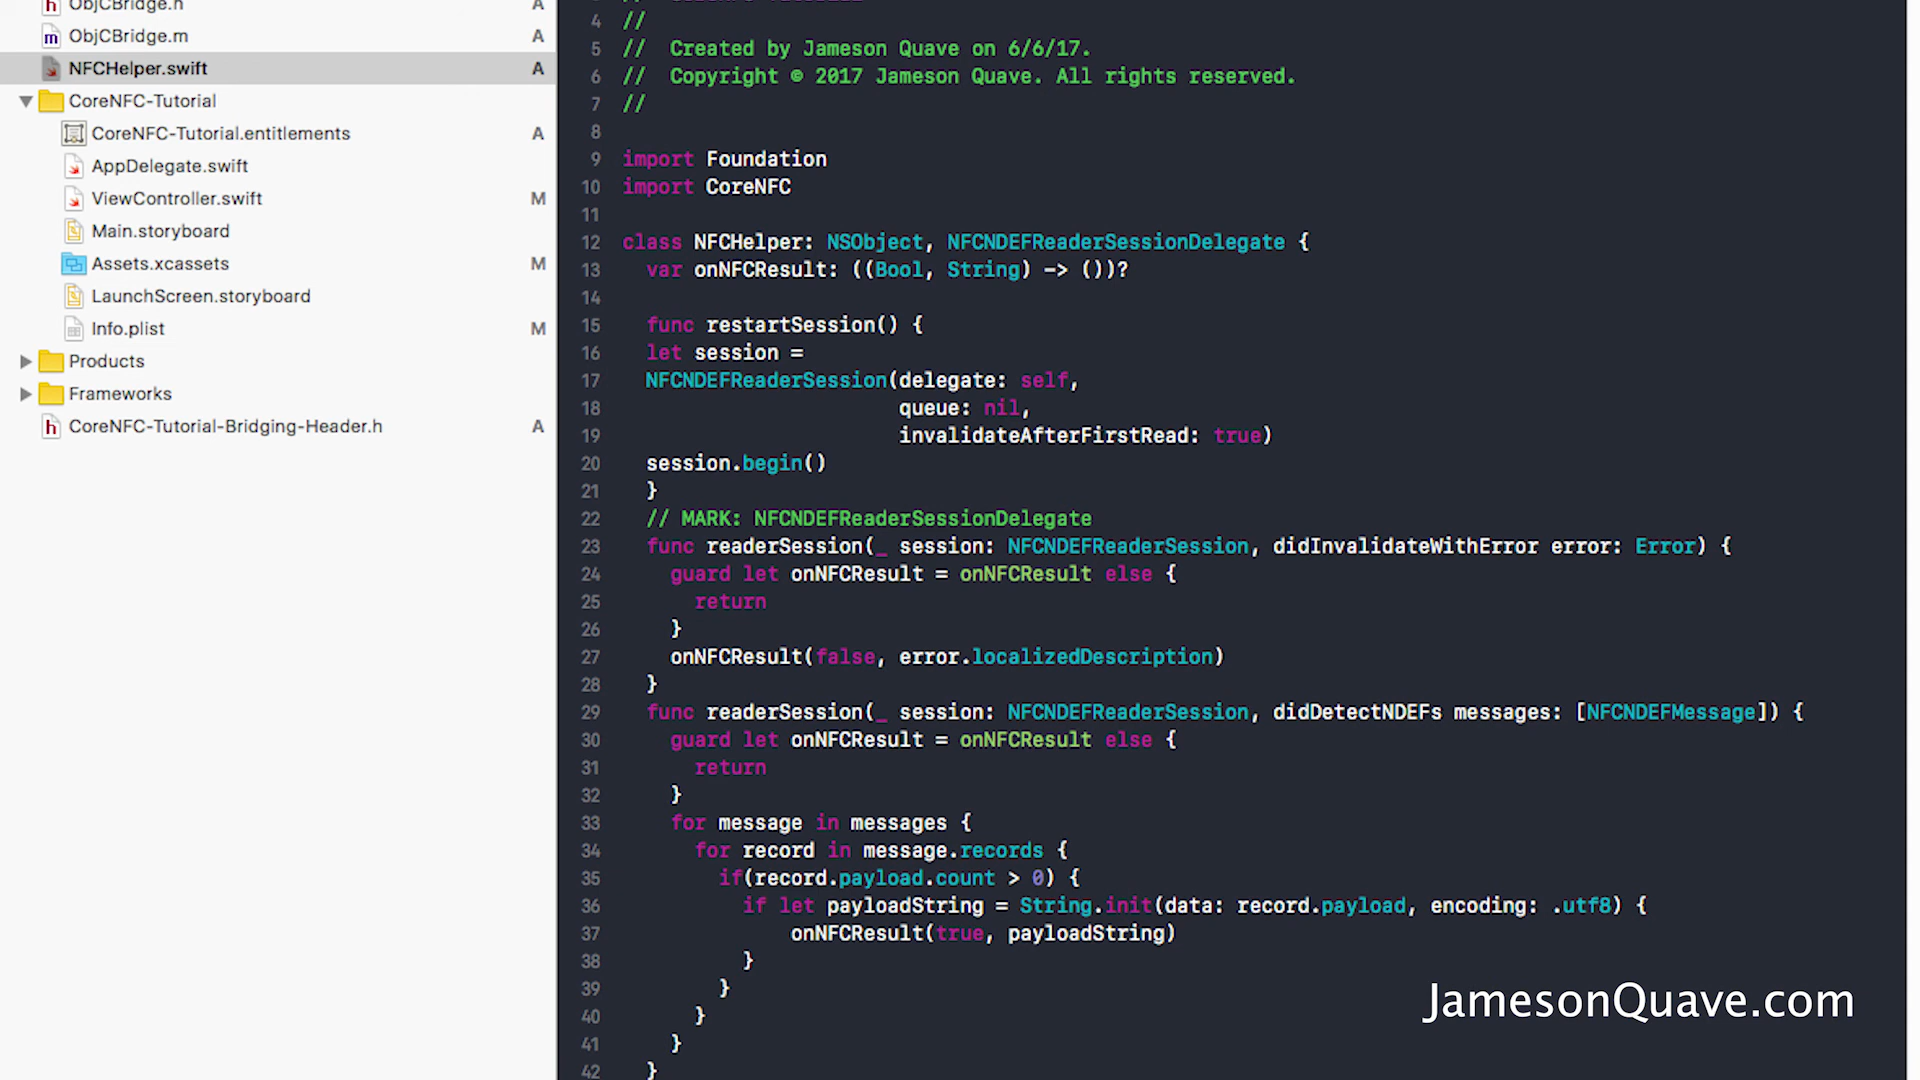 ObjCBridge.h A
ObjCBridge.m A
NFCHelper.swift A
CoreNFC-Tutorial
CoreNFC-Tutorial.entitlements A
AppDelegate.swift
ViewController.swift M
Main.storyboard
Assets.xcassets M
LaunchScreen.storyboard
Info.plist M
Products
Frameworks
CoreNFC-Tutorial-Bridging-Header.h A
4 //
5 //  Created by Jameson Quave on 6/6/17.
6 //  Copyright © 2017 Jameson Quave. All rights reserved.
7 //
8
9 import Foundation
10 import CoreNFC
11
12 class NFCHelper: NSObject, NFCNDEFReaderSessionDelegate {
13   var onNFCResult: ((Bool, String) -> ())?
14
15   func restartSession() {
16   let session =
17   NFCNDEFReaderSession(delegate: self,
18                        queue: nil,
19                        invalidateAfterFirstRead: true)
20   session.begin()
21   }
22   // MARK: NFCNDEFReaderSessionDelegate
23   func readerSession(_ session: NFCNDEFReaderSession, didInvalidateWithError error: Error) {
24     guard let onNFCResult = onNFCResult else {
25       return
26     }
27     onNFCResult(false, error.localizedDescription)
28   }
29   func readerSession(_ session: NFCNDEFReaderSession, didDetectNDEFs messages: [NFCNDEFMessage]) {
30     guard let onNFCResult = onNFCResult else {
31       return
32     }
33     for message in messages {
34       for record in message.records {
35         if(record.payload.count > 0) {
36           if let payloadString = String.init(data: record.payload, encoding: .utf8) {
37               onNFCResult(true, payloadString)
38           }
39         }
40       }
41     }
42   }
JamesonQuave.com